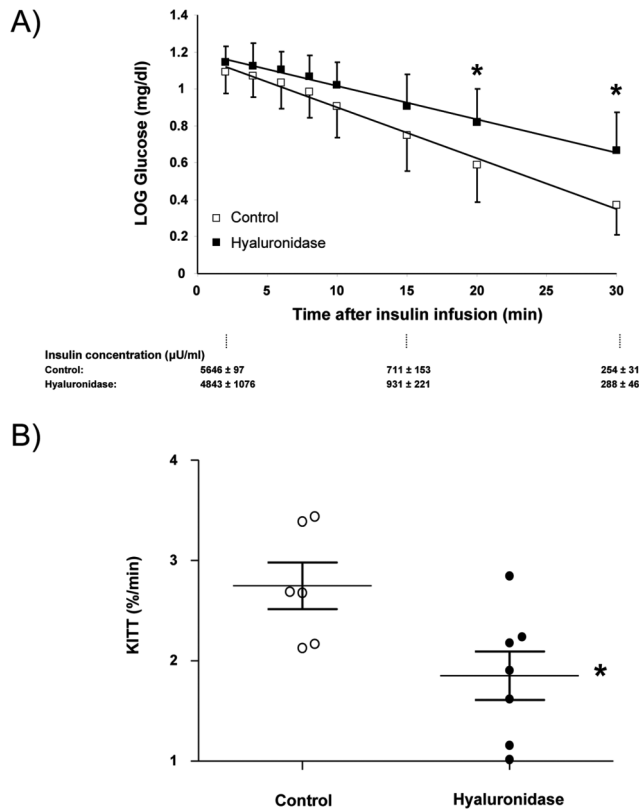 A)
LOG Glucose (mg/dl)
1.4
1.2
1
0.8
0.6
0.4
0.2
0
*
*
Control
Hyaluronidase
0 5 10 15 20 25 30
Time after insulin infusion (min)
Insulin concentration (µU/ml)
Control: 5646 ± 97 711 ± 153 254 ± 31
Hyaluronidase: 4843 ± 1076 931 ± 221 288 ± 46
B)
KITT (%/min)
4
3
2
1
*
Control Hyaluronidase